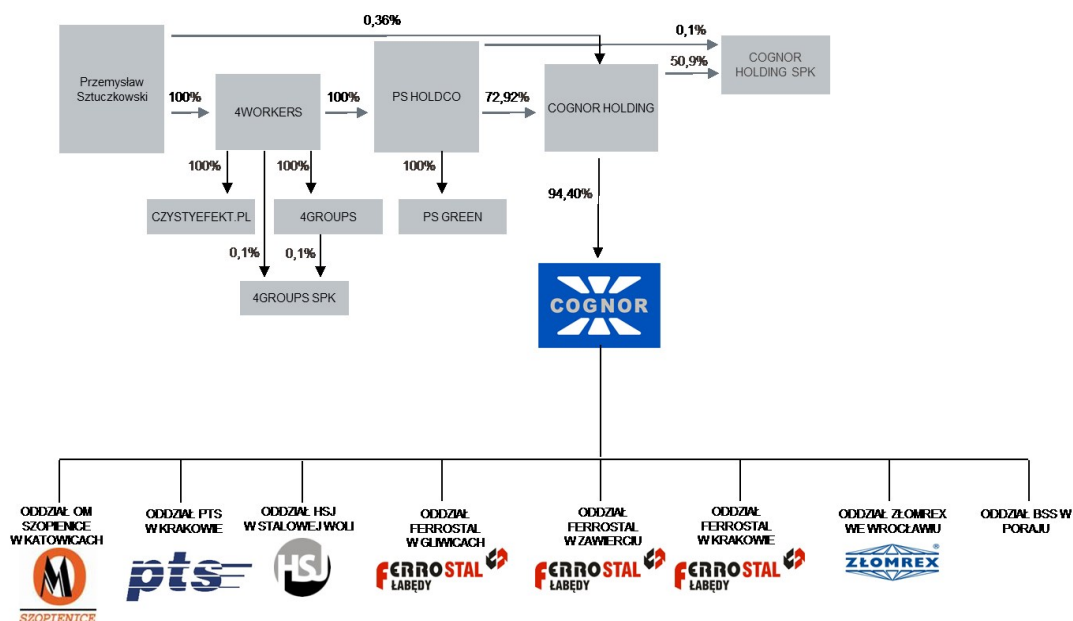 0,36%
0,1%
Przemysław
Sztuczkowski
100%
4WORKERS
100%
PS HOLDCO
72,92%
COGNOR HOLDING
50,9%
COGNOR
HOLDING SPK
100%
100%
100%
94,40%
CZYSTYEFEKT.PL
4GROUPS
PS GREEN
0,1%
0,1%
4GROUPS SPK
COGNOR
ODDZIAŁ OM
SZOPIENICE
W KATOWICACH
ODDZIAŁ PTS
W KRAKOWIE
ODDZIAŁ HSJ
W STALOWEJ WOLI
ODDZIAŁ
FERROSTAL
W GLIWICACH
ODDZIAŁ
FERROSTAL
W ZAWIERCIU
ODDZIAŁ
FERROSTAL
W KRAKOWIE
ODDZIAŁ ZŁOMREX
WE WROCŁAWIU
ODDZIAŁ BSS W
PORAJU
M
SZOPIENICE
pts
HSJ
FERROSTAL
ŁABĘDY
FERROSTAL
ŁABĘDY
FERROSTAL
ŁABĘDY
ZŁOMREX